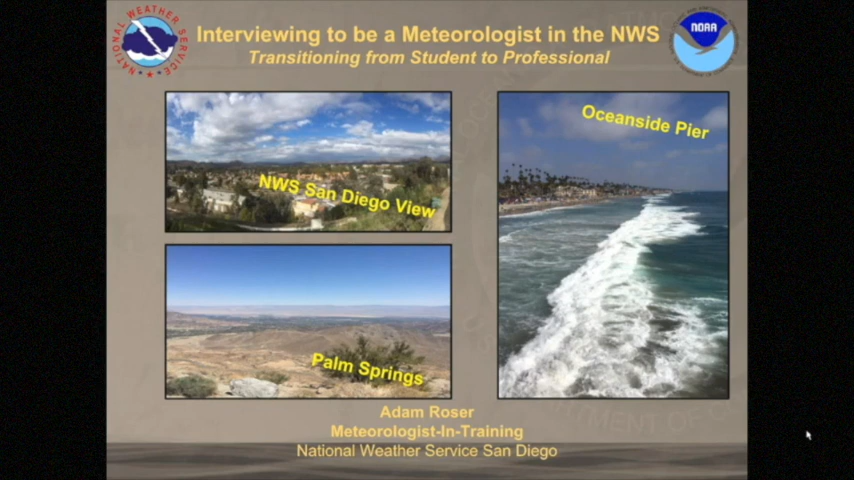 Interviewing to be a Meteorologist in the NWS
Transitioning from Student to Professional
NATIONAL WEATHER SERVICE
NOAA
NWS San Diego View
Oceanside Pier
Palm Springs
Adam Roser
Meteorologist-In-Training
National Weather Service San Diego